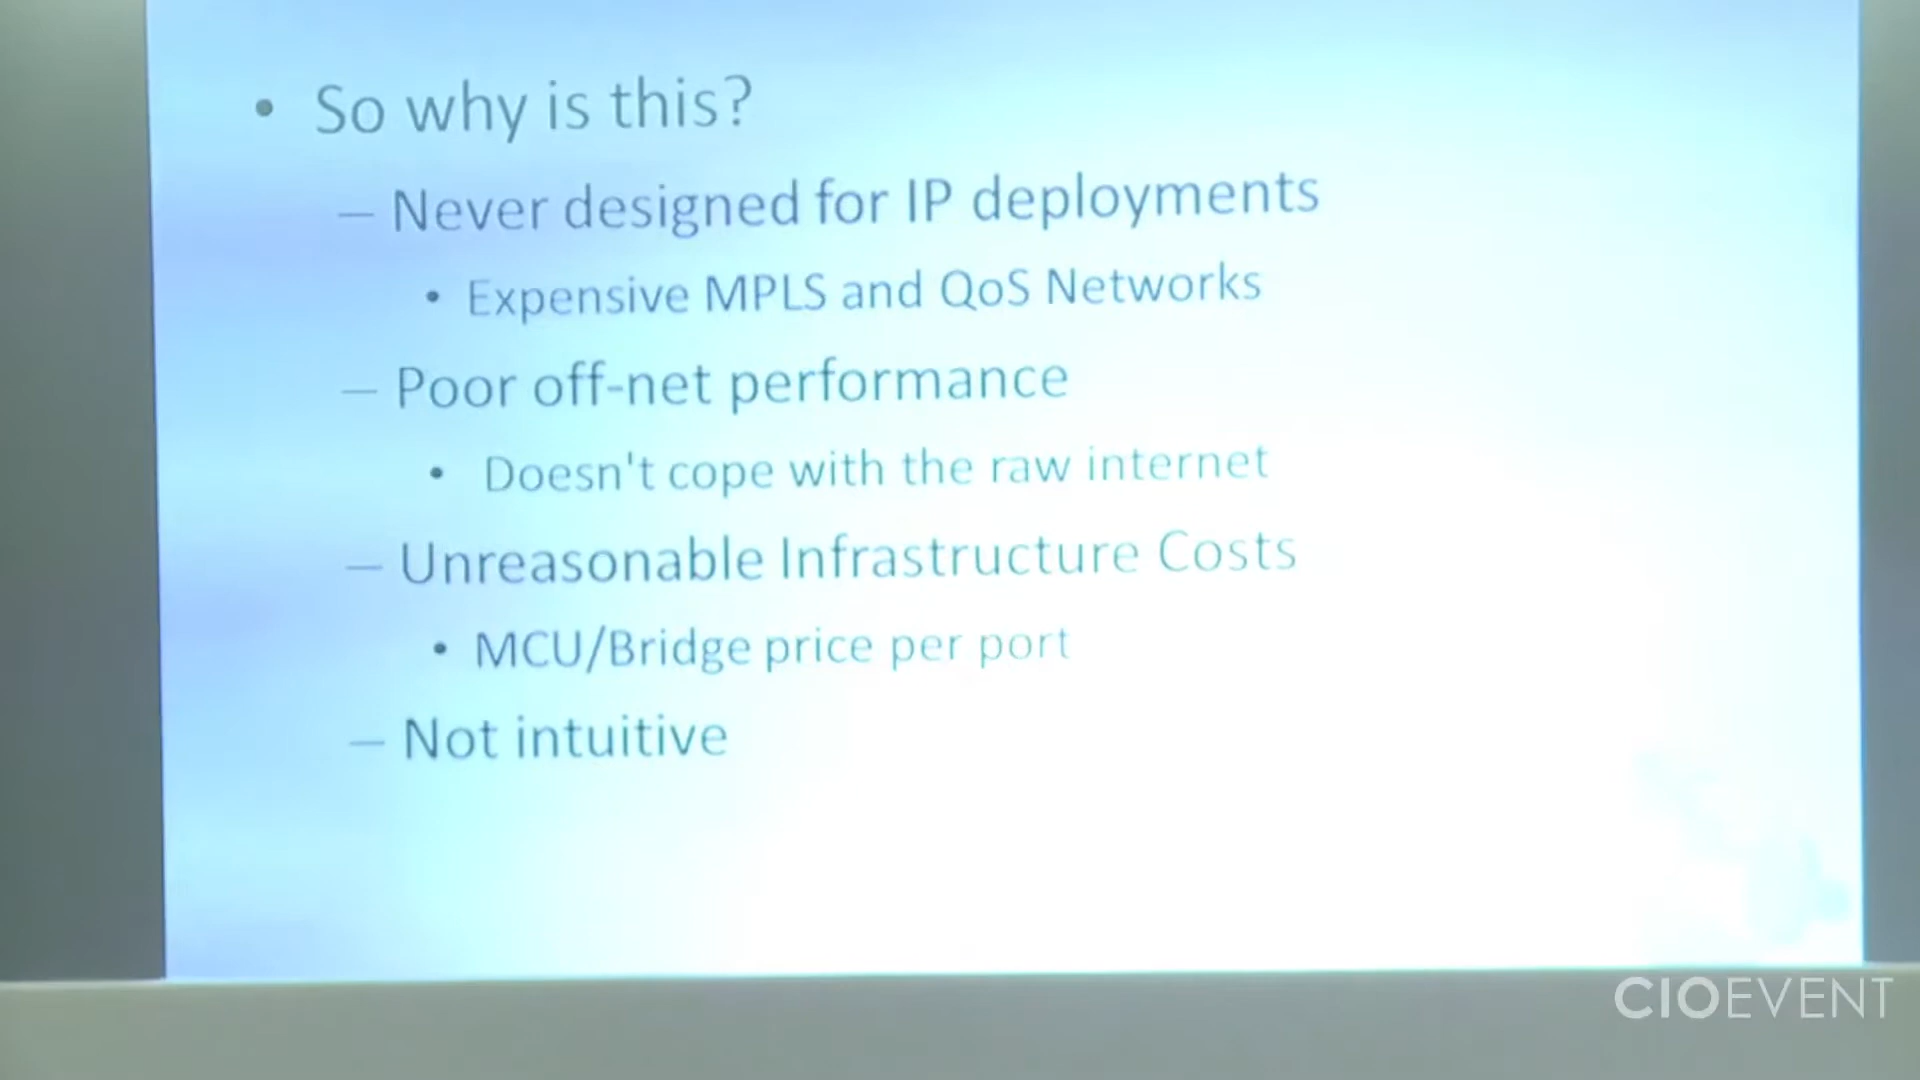 • So why is this?
– Never designed for IP deployments
• Expensive MPLS and QoS Networks
– Poor off-net performance
• Doesn't cope with the raw internet
– Unreasonable Infrastructure Costs
• MCU/Bridge price per port
– Not intuitive
CIOEVENT